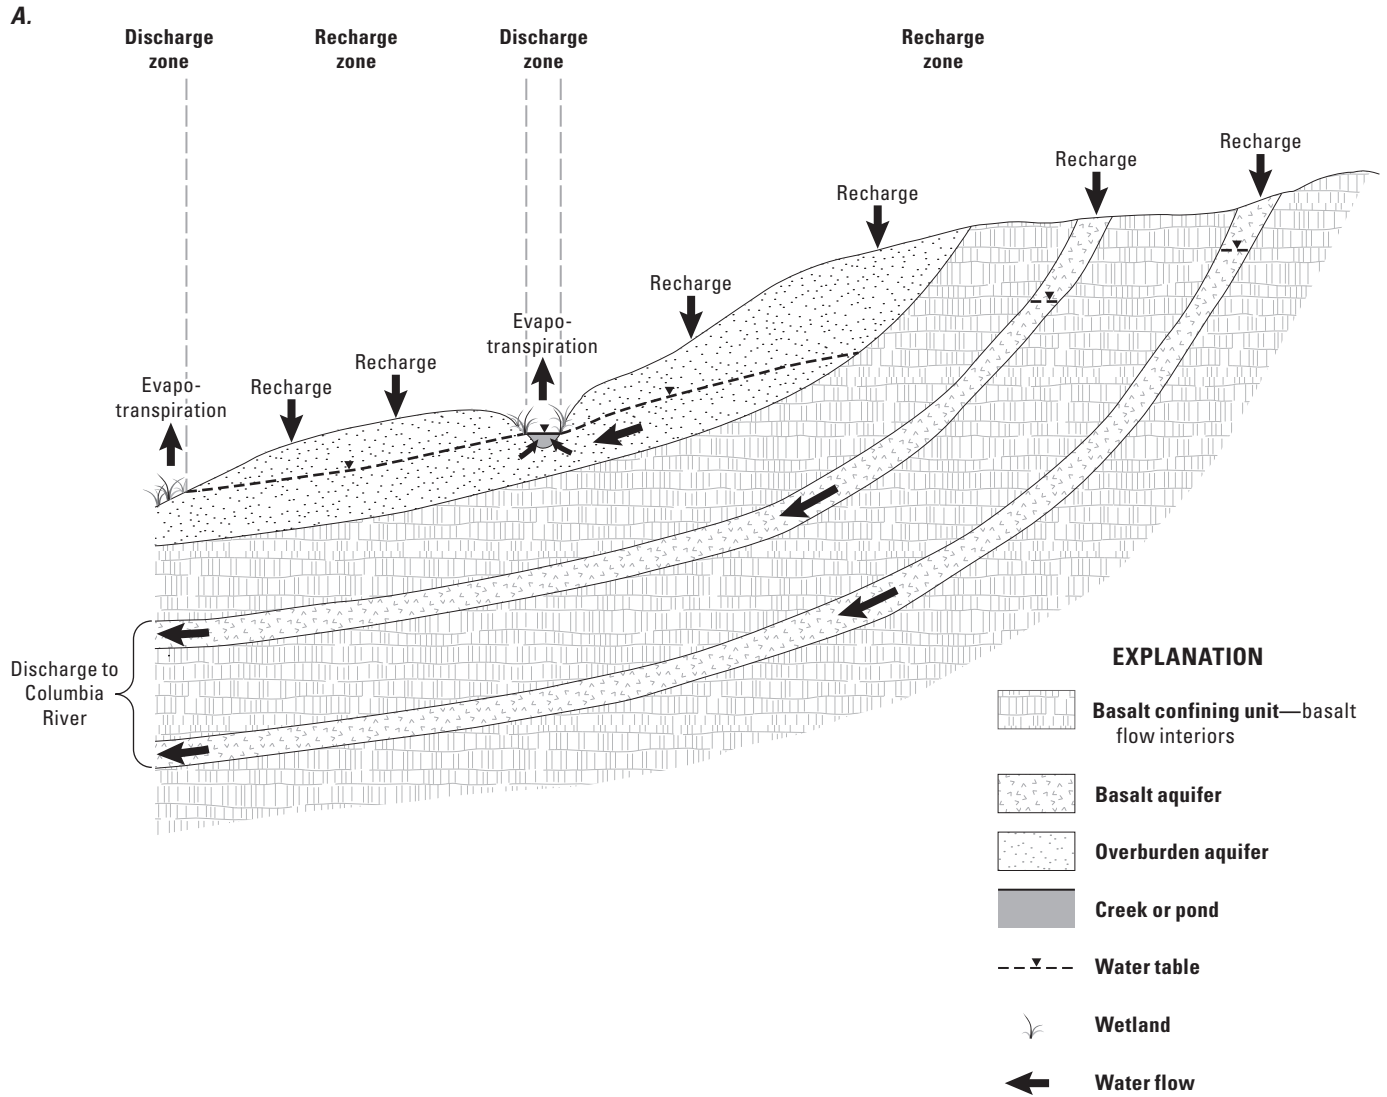 A.
Discharge
zone
Recharge
zone
Discharge
zone
Recharge
zone
Recharge
Recharge
Recharge
Recharge
Evapo-
transpiration
Recharge
Recharge
Evapo-
transpiration
Discharge to
Columbia
River
EXPLANATION
Basalt confining unit—basalt
flow interiors
Basalt aquifer
Overburden aquifer
Creek or pond
Water table
Wetland
Water flow